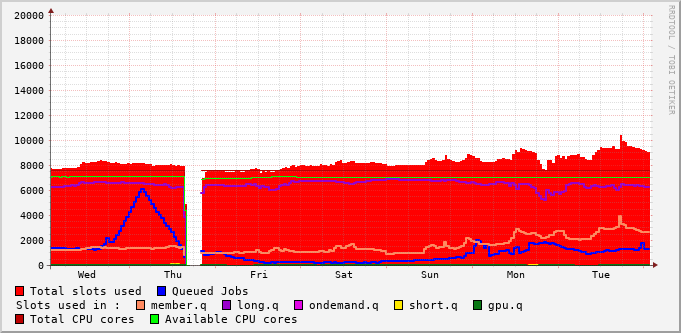 20000
18000
16000
14000
12000
10000
8000
6000
4000
2000
0
Wed Thu Fri Sat Sun Mon Tue
Total slots used Queued Jobs
Slots used in : member.q long.q ondemand.q short.q gpu.q
Total CPU cores Available CPU cores
RRDTOOL / TOBI OETIKER